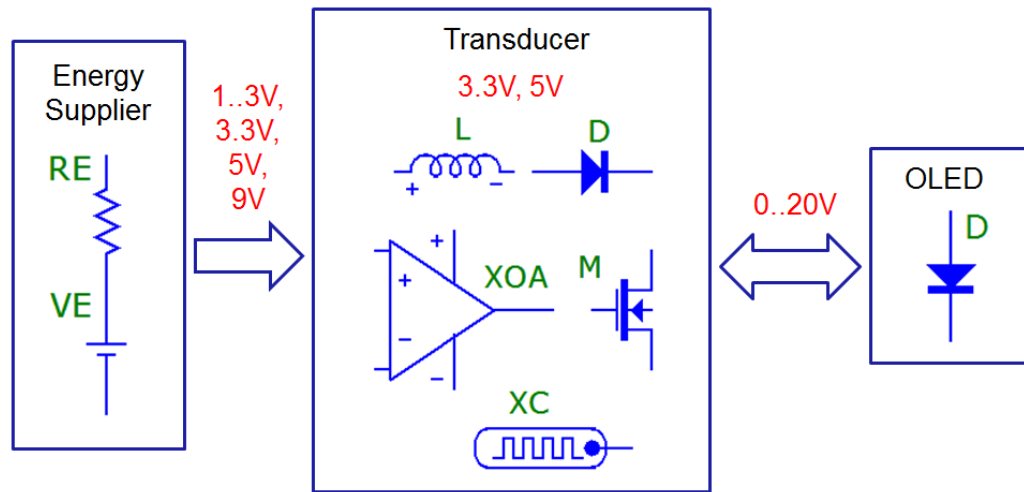 Energy
Supplier
RE
VE
1..3V,
3.3V,
5V,
9V
Transducer
3.3V, 5V
L
D
+
−
+
+
−
−
XOA
M
XC
0..20V
OLED
D